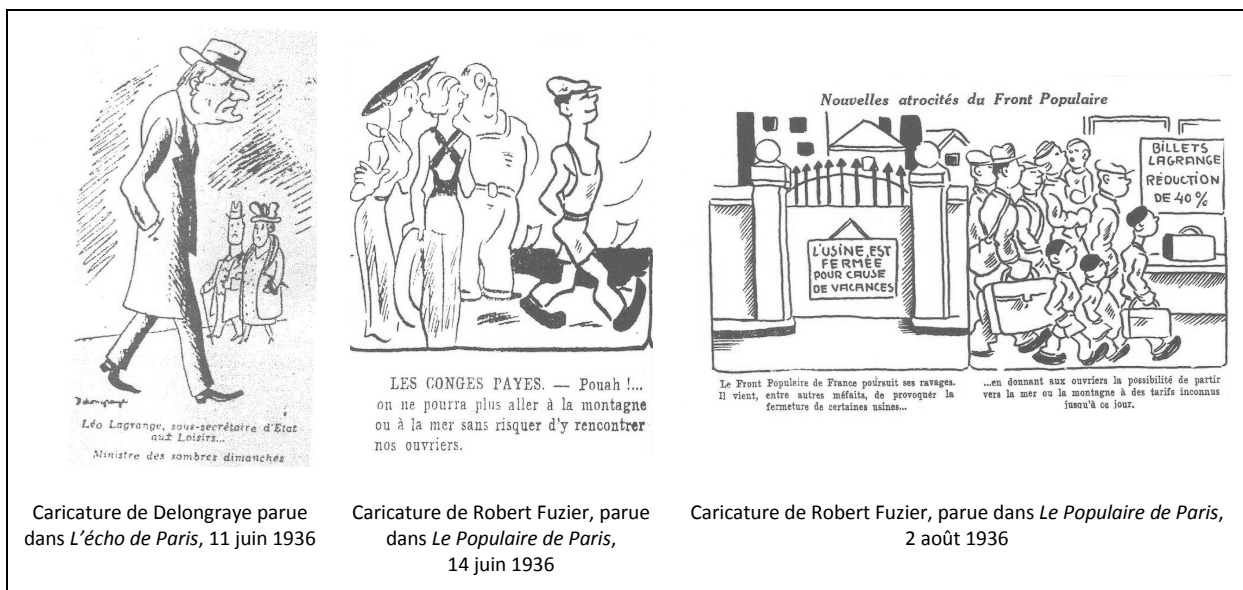 Delongraye
Léo Lagrange, sous-secrétaire d'Etat
aux Loisirs...
Ministre des sombres dimanches
Caricature de Delongraye parue
dans L'écho de Paris, 11 juin 1936
LES CONGES PAYES. — Pouah !...
on ne pourra plus aller à la montagne
ou à la mer sans risquer d'y rencontrer
nos ouvriers.
Caricature de Robert Fuzier, parue
dans Le Populaire de Paris,
14 juin 1936
Nouvelles atrocités du Front Populaire
L'USINE EST
FERMÉE
POUR CAUSE
DE VACANCES
BILLETS
LAGRANGE
RÉDUCTION
DE 40%
Le Front Populaire de France poursuit ses ravages.
Il vient, entre autres méfaits, de provoquer la
fermeture de certaines usines...
...en donnant aux ouvriers la possibilité de partir
vers la mer ou la montagne à des tarifs inconnus
jusqu'à ce jour.
Caricature de Robert Fuzier, parue dans Le Populaire de Paris,
2 août 1936